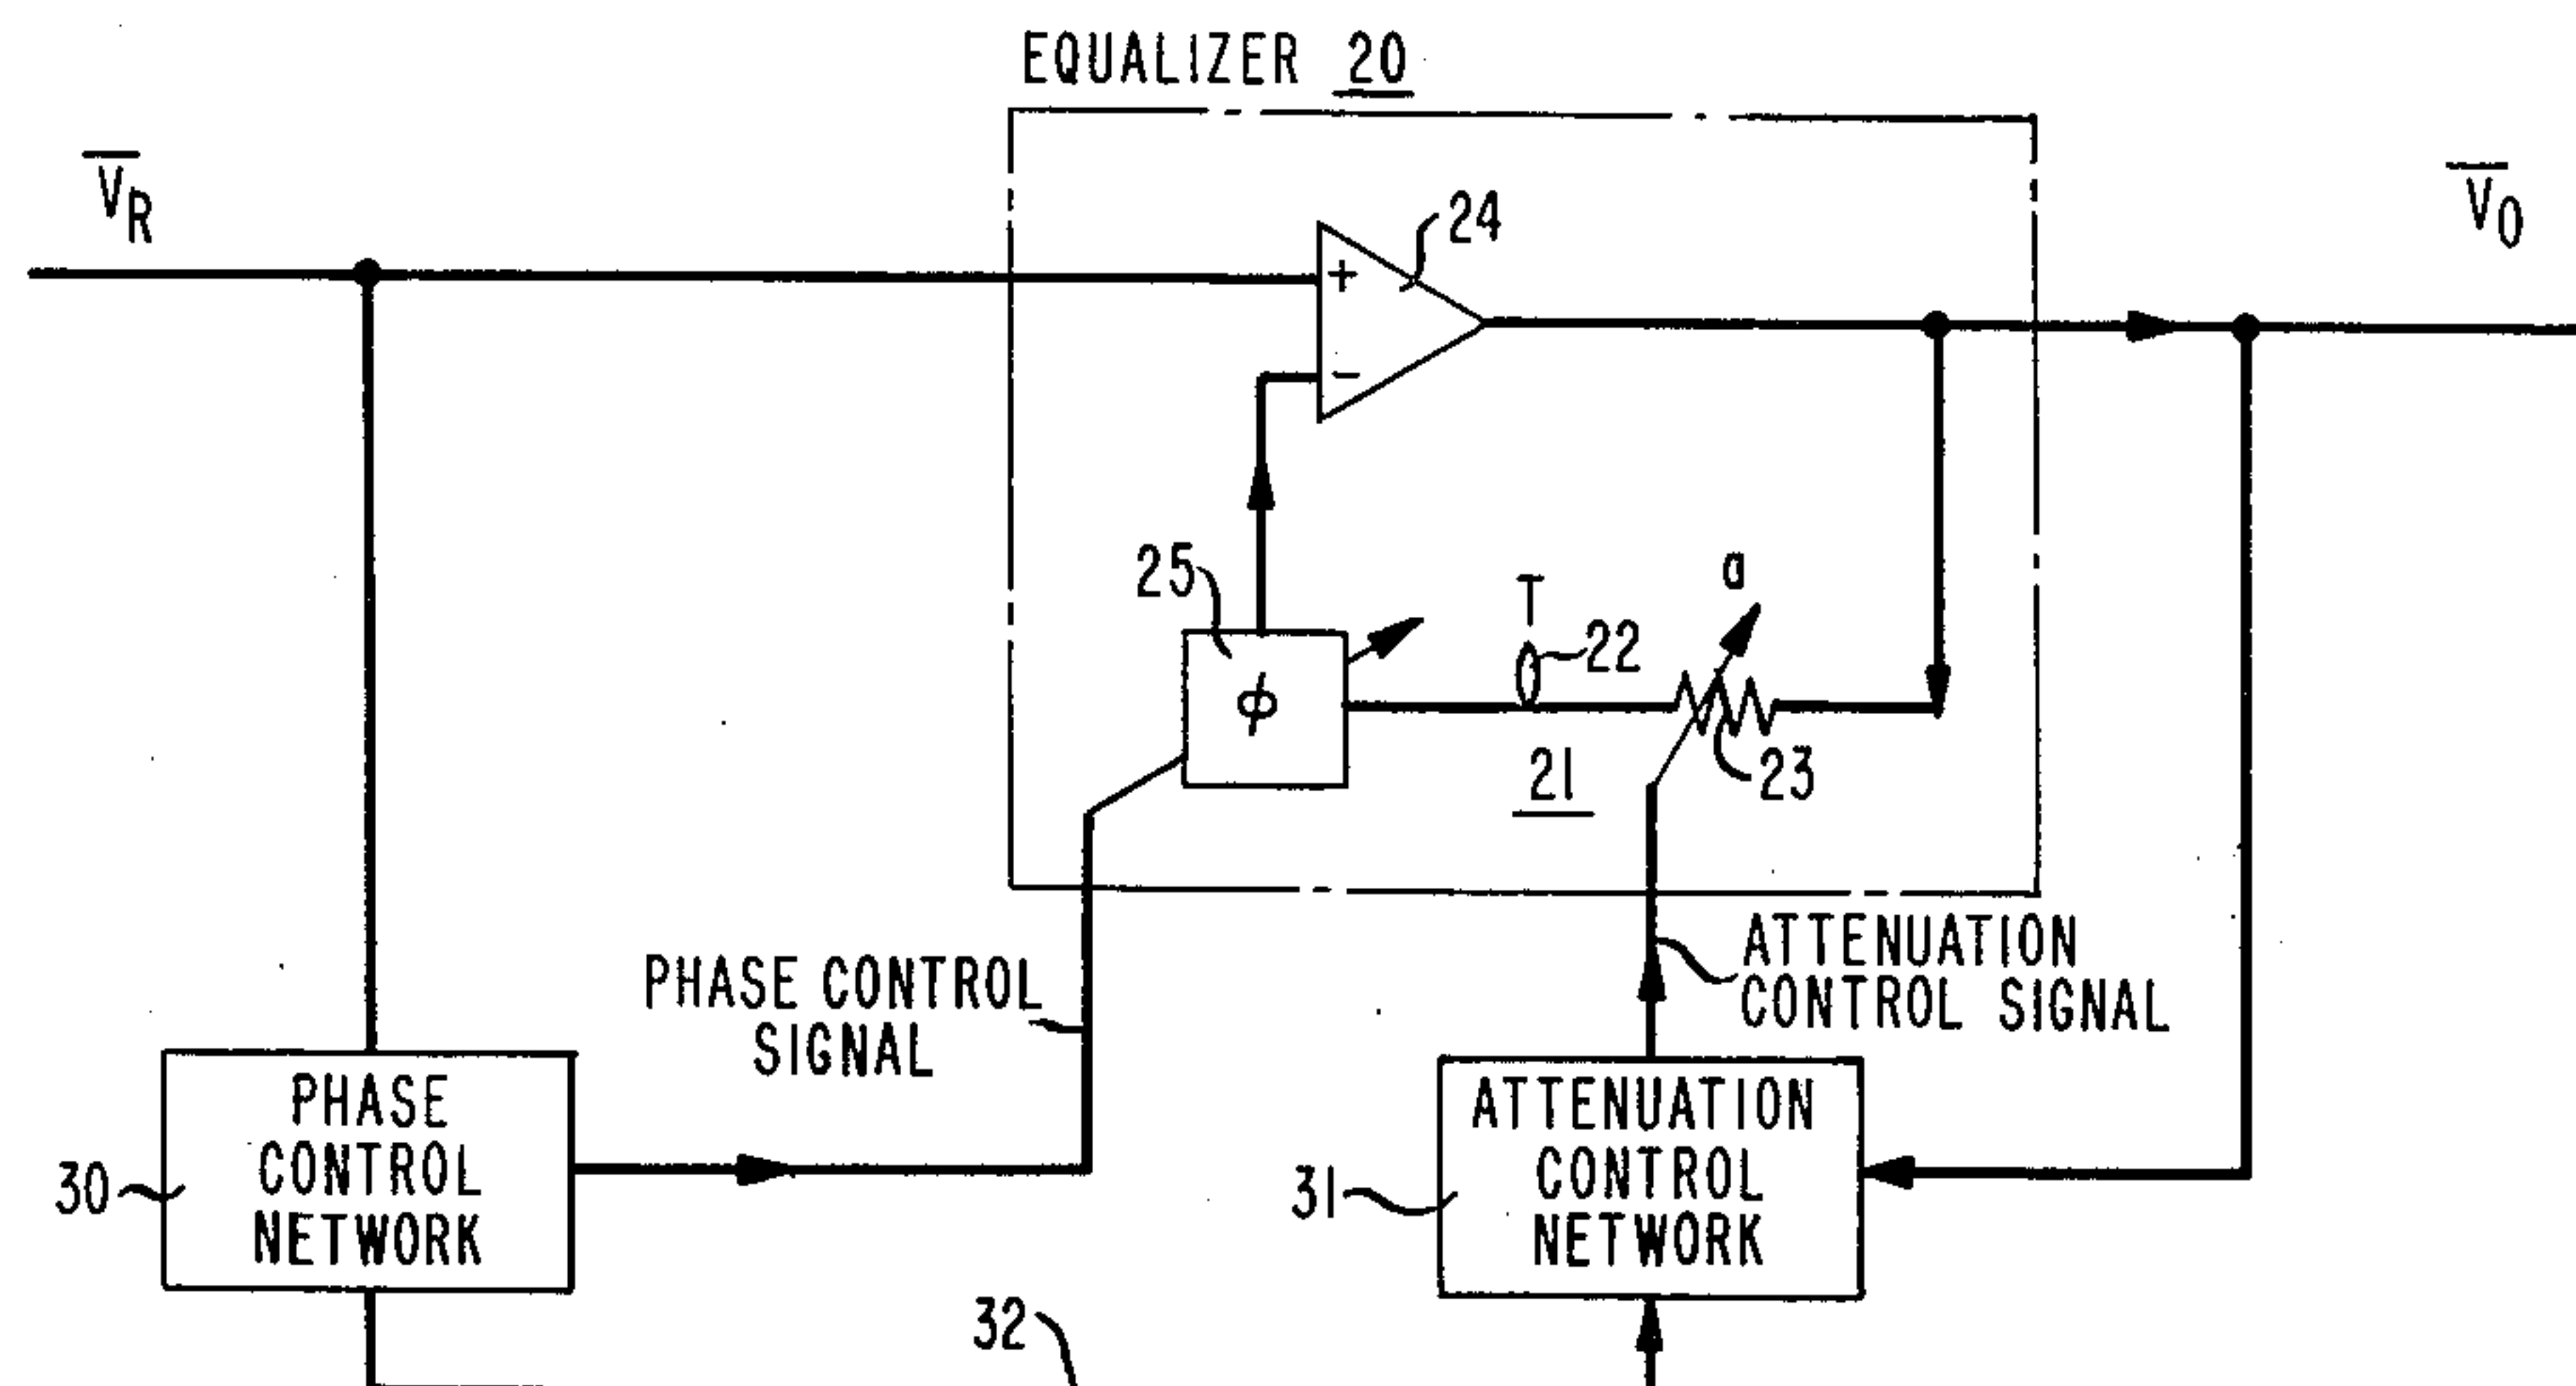 EQUALIZER 20
V̅R
V̅O
24
+
-
25
T
22
a
ϕ
23
21
PHASE CONTROL
SIGNAL
ATTENUATION
CONTROL SIGNAL
30
PHASE
CONTROL
NETWORK
31
ATTENUATION
CONTROL
NETWORK
32